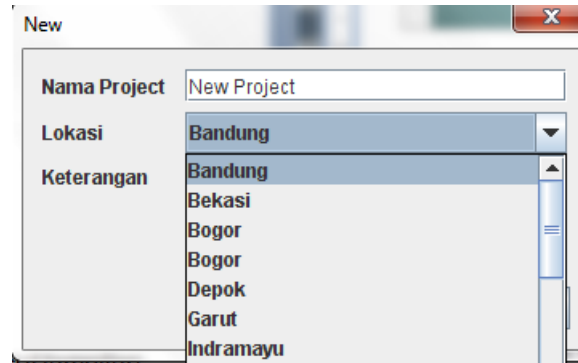 New
Nama Project New Project
Lokasi Bandung
Keterangan Bandung
Bekasi
Bogor
Bogor
Depok
Garut
Indramayu